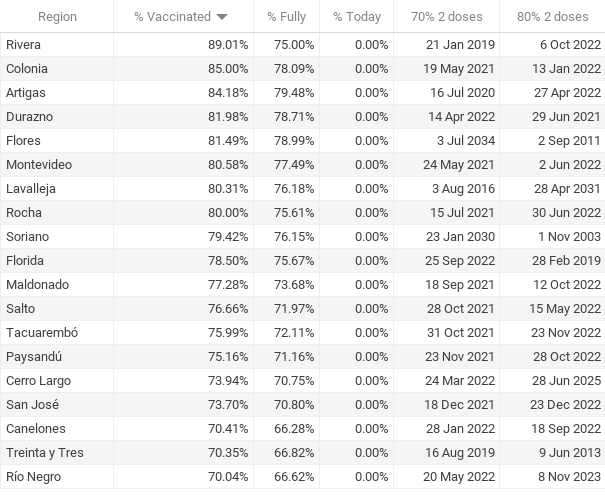 Region % Vaccinated % Fully % Today 70% 2 doses 80% 2 doses
Rivera 89.01% 75.00% 0.00% 21 Jan 2019 6 Oct 2022
Colonia 85.00% 78.09% 0.00% 19 May 2021 13 Jan 2022
Artigas 84.18% 79.48% 0.00% 16 Jul 2020 27 Apr 2022
Durazno 81.98% 78.71% 0.00% 14 Apr 2022 29 Jun 2021
Flores 81.49% 78.99% 0.00% 3 Jul 2034 2 Sep 2011
Montevideo 80.58% 77.49% 0.00% 24 May 2021 2 Jun 2022
Lavalleja 80.31% 76.18% 0.00% 3 Aug 2016 28 Apr 2031
Rocha 80.00% 75.61% 0.00% 15 Jul 2021 30 Jun 2022
Soriano 79.42% 76.15% 0.00% 23 Jan 2030 1 Nov 2003
Florida 78.50% 75.67% 0.00% 25 Sep 2022 28 Feb 2019
Maldonado 77.28% 73.68% 0.00% 18 Sep 2021 12 Oct 2022
Salto 76.66% 71.97% 0.00% 28 Oct 2021 15 May 2022
Tacuarembó 75.99% 72.11% 0.00% 31 Oct 2021 23 Nov 2022
Paysandú 75.16% 71.16% 0.00% 23 Nov 2021 28 Oct 2022
Cerro Largo 73.94% 70.75% 0.00% 24 Mar 2022 28 Jun 2025
San José 73.70% 70.80% 0.00% 18 Dec 2021 23 Dec 2022
Canelones 70.41% 66.28% 0.00% 28 Jan 2022 18 Sep 2022
Treinta y Tres 70.35% 66.82% 0.00% 16 Aug 2019 9 Jun 2013
Río Negro 70.04% 66.62% 0.00% 20 May 2022 8 Nov 2023